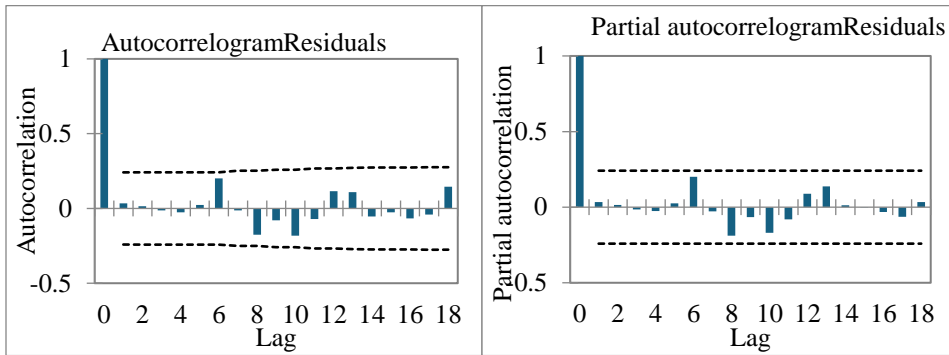 AutocorrelogramResiduals
Autocorrelation
1
0.5
0
-0.5
0 2 4 6 8 10 12 14 16 18
Lag
Partial autocorrelogramResiduals
Partial autocorrelation
1
0.5
0
-0.5
0 2 4 6 8 10 12 14 16 18
Lag